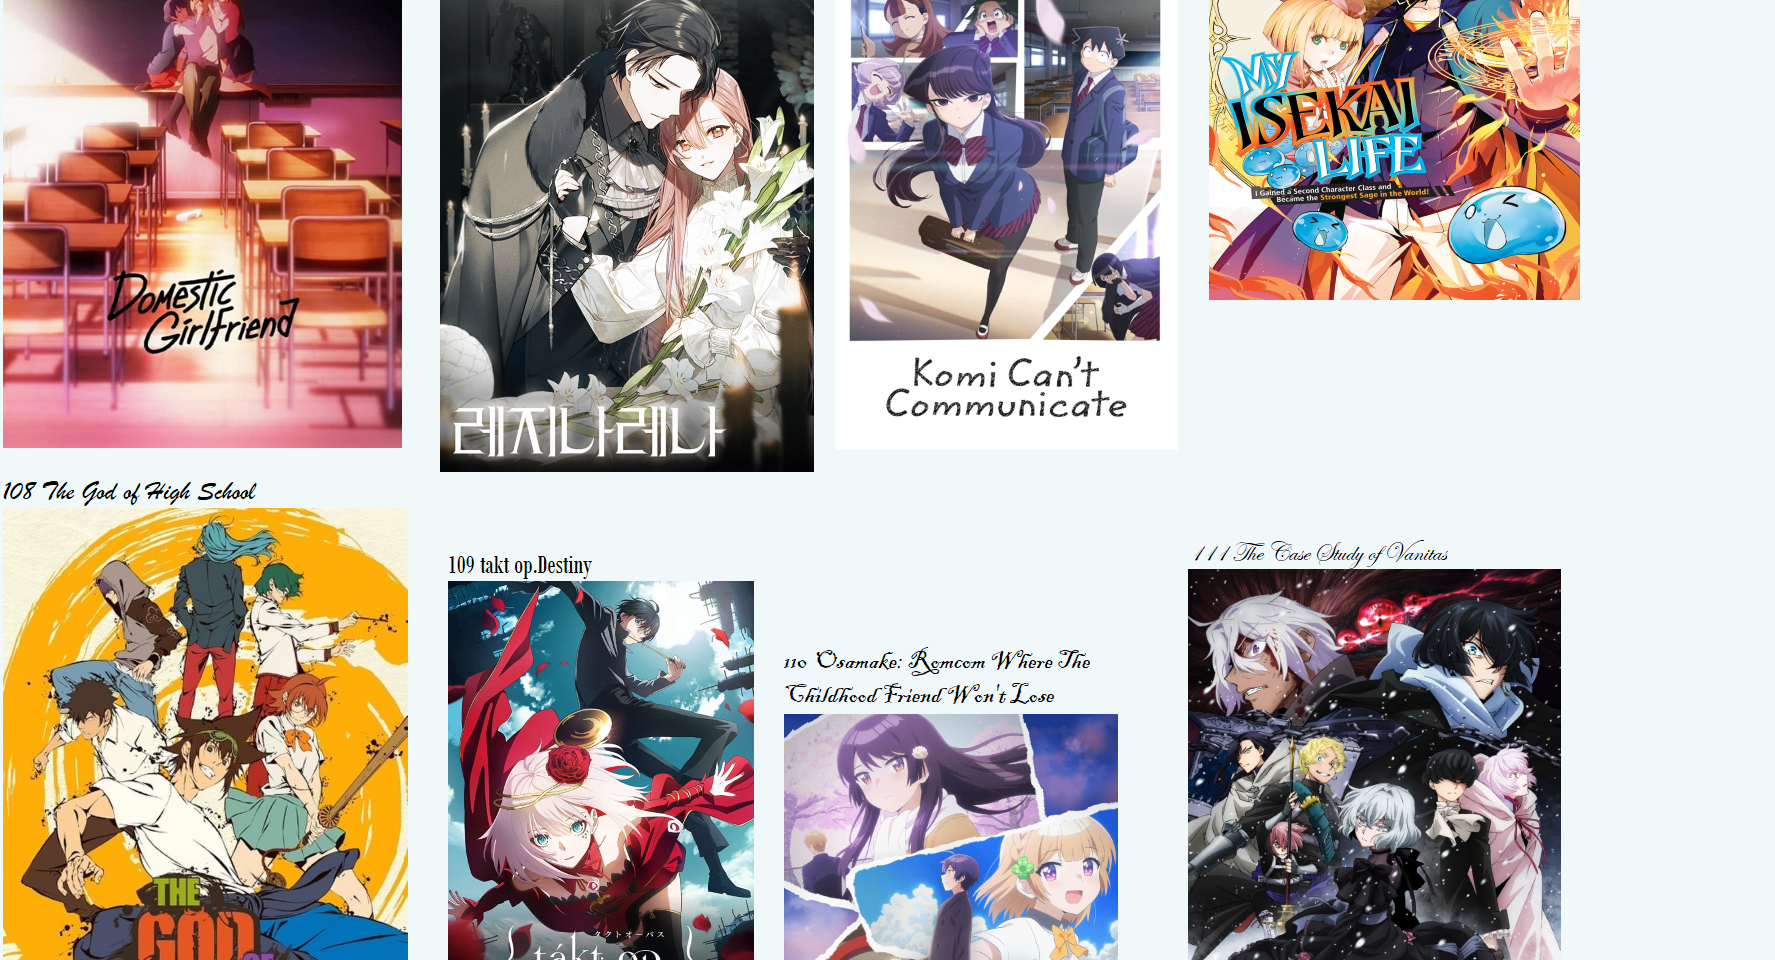 Domestic
Girlfriend
레지나레나
Komi Can't
Communicate
MY
ISEKAI
LIFE
I Gained a Second Character Class and
Became the Strongest Sage in the World!
108 The God of High School
THE
GOD
OF
109 takt op.Destiny
タクトオーパス
takt op.
110 Osamake: Romcom Where The
Childhood Friend Won't Lose
111 The Case Study of Vanitas